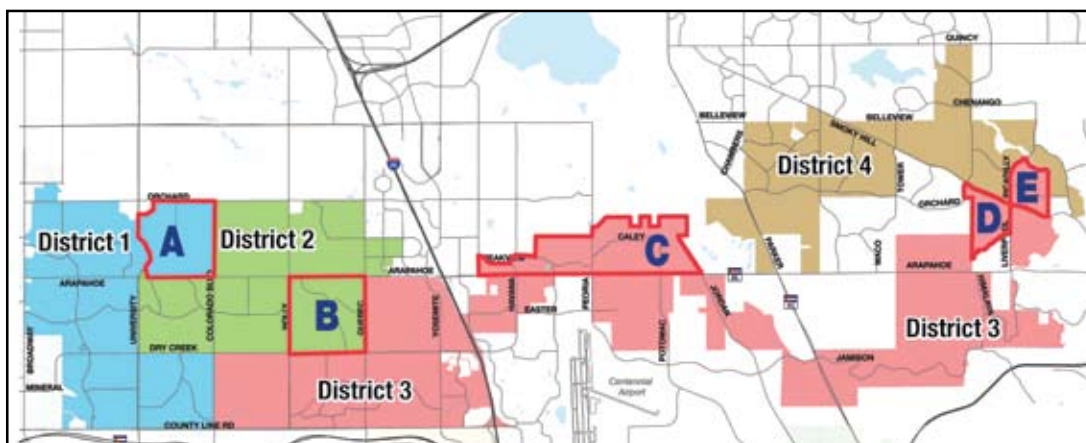 QUINCY
CHENANGO
BELLEVIEW
BELLEVIEW
SMOKY HILL
CHAMBERS
District 4
TOWER
PICADILLY
E
ORCHARD
ORCHARD
District 1
A
District 2
D
C
CALEY
PARKER
WACO
ARAPAHOE
ARAPAHOE
ARAPAHOE
UNIVERSITY
COLORADO BLVD
HOLLY
B
QUEBEC
YOSEMITE
HAVANA
EASTER
PEORIA
JORDAN
POTOMAC
BROADWAY
DRY CREEK
MINERAL
District 3
District 3
JAMISON
Centennial
Airport
COUNTY LINE RD